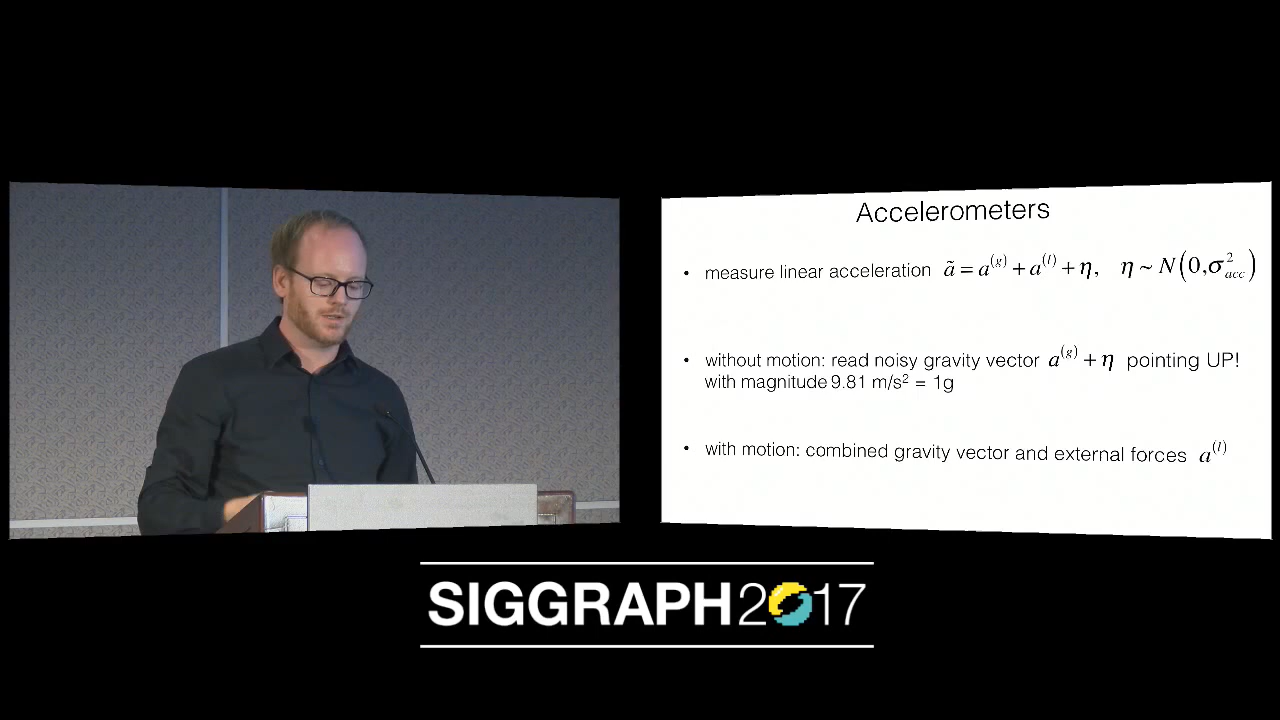 Accelerometers
• measure linear acceleration ã = a^(g) + a^(l) + η, η ~ N(0,σ²_acc)
• without motion: read noisy gravity vector a^(g) + η pointing UP!
with magnitude 9.81 m/s² = 1g
• with motion: combined gravity vector and external forces a^(l)
SIGGRAPH2017